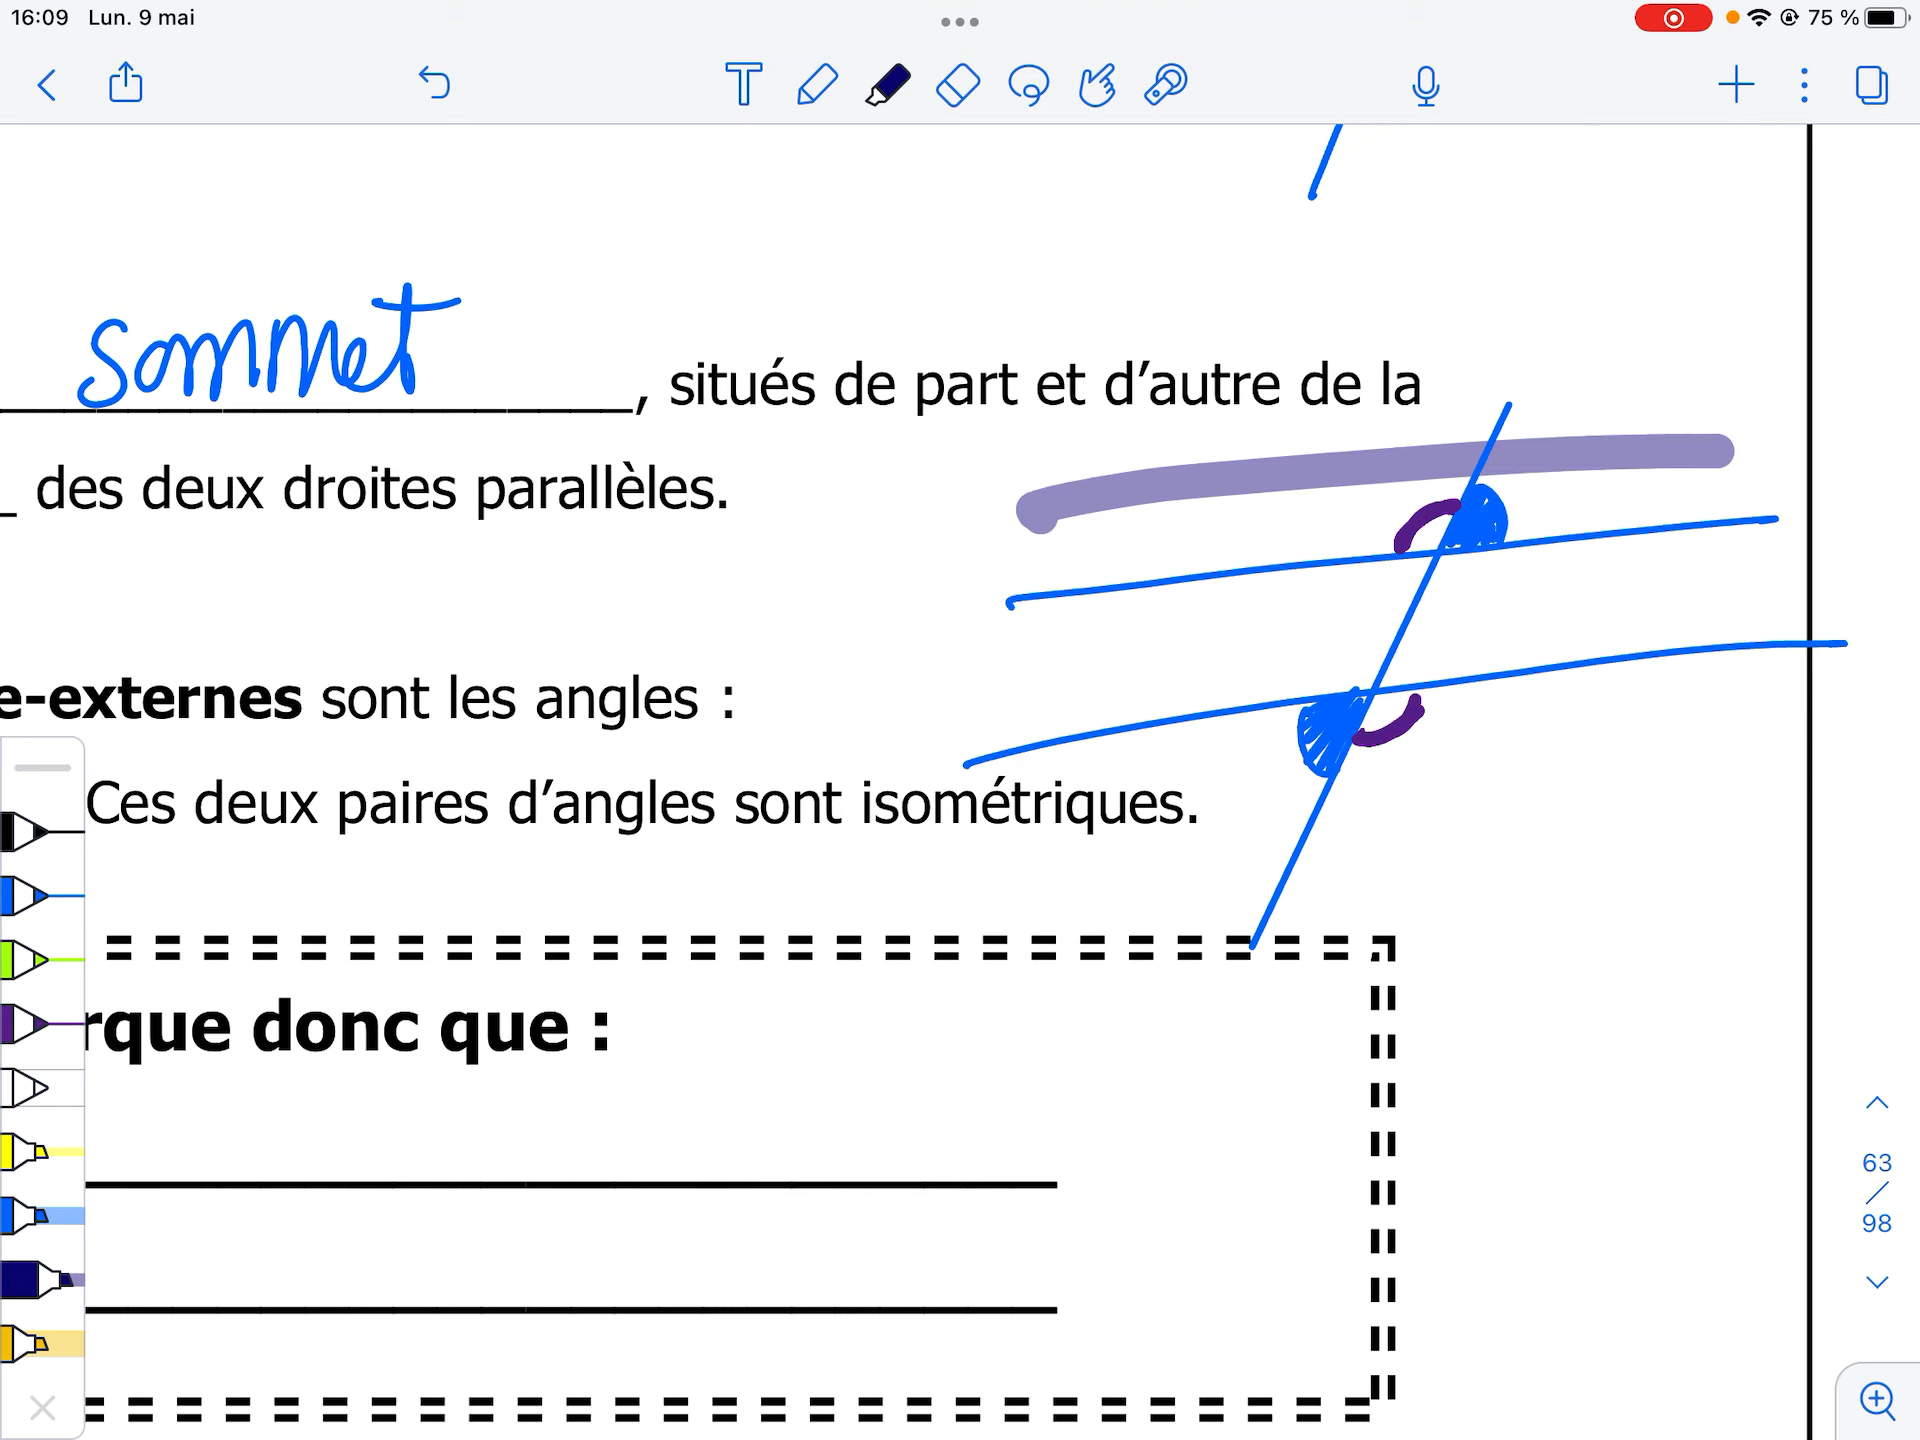 16:09 Lun. 9 mai
75 %
T
sommet, situés de part et d’autre de la
des deux droites parallèles.
e-externes sont les angles :
Ces deux paires d’angles sont isométriques.
rque donc que :
63
/
98